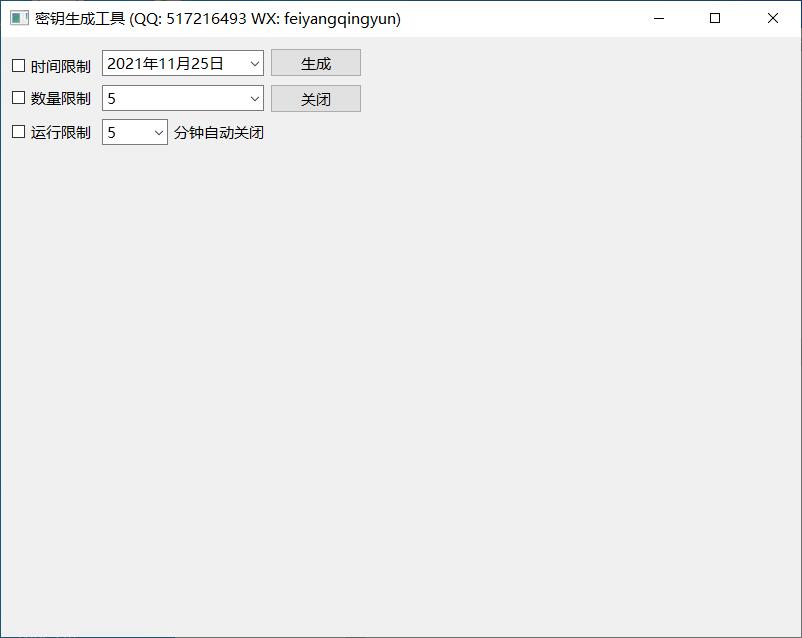 密钥生成工具 (QQ: 517216493 WX: feiyangqingyun)
时间限制 2021年11月25日 生成
数量限制 5 关闭
运行限制 5 分钟自动关闭